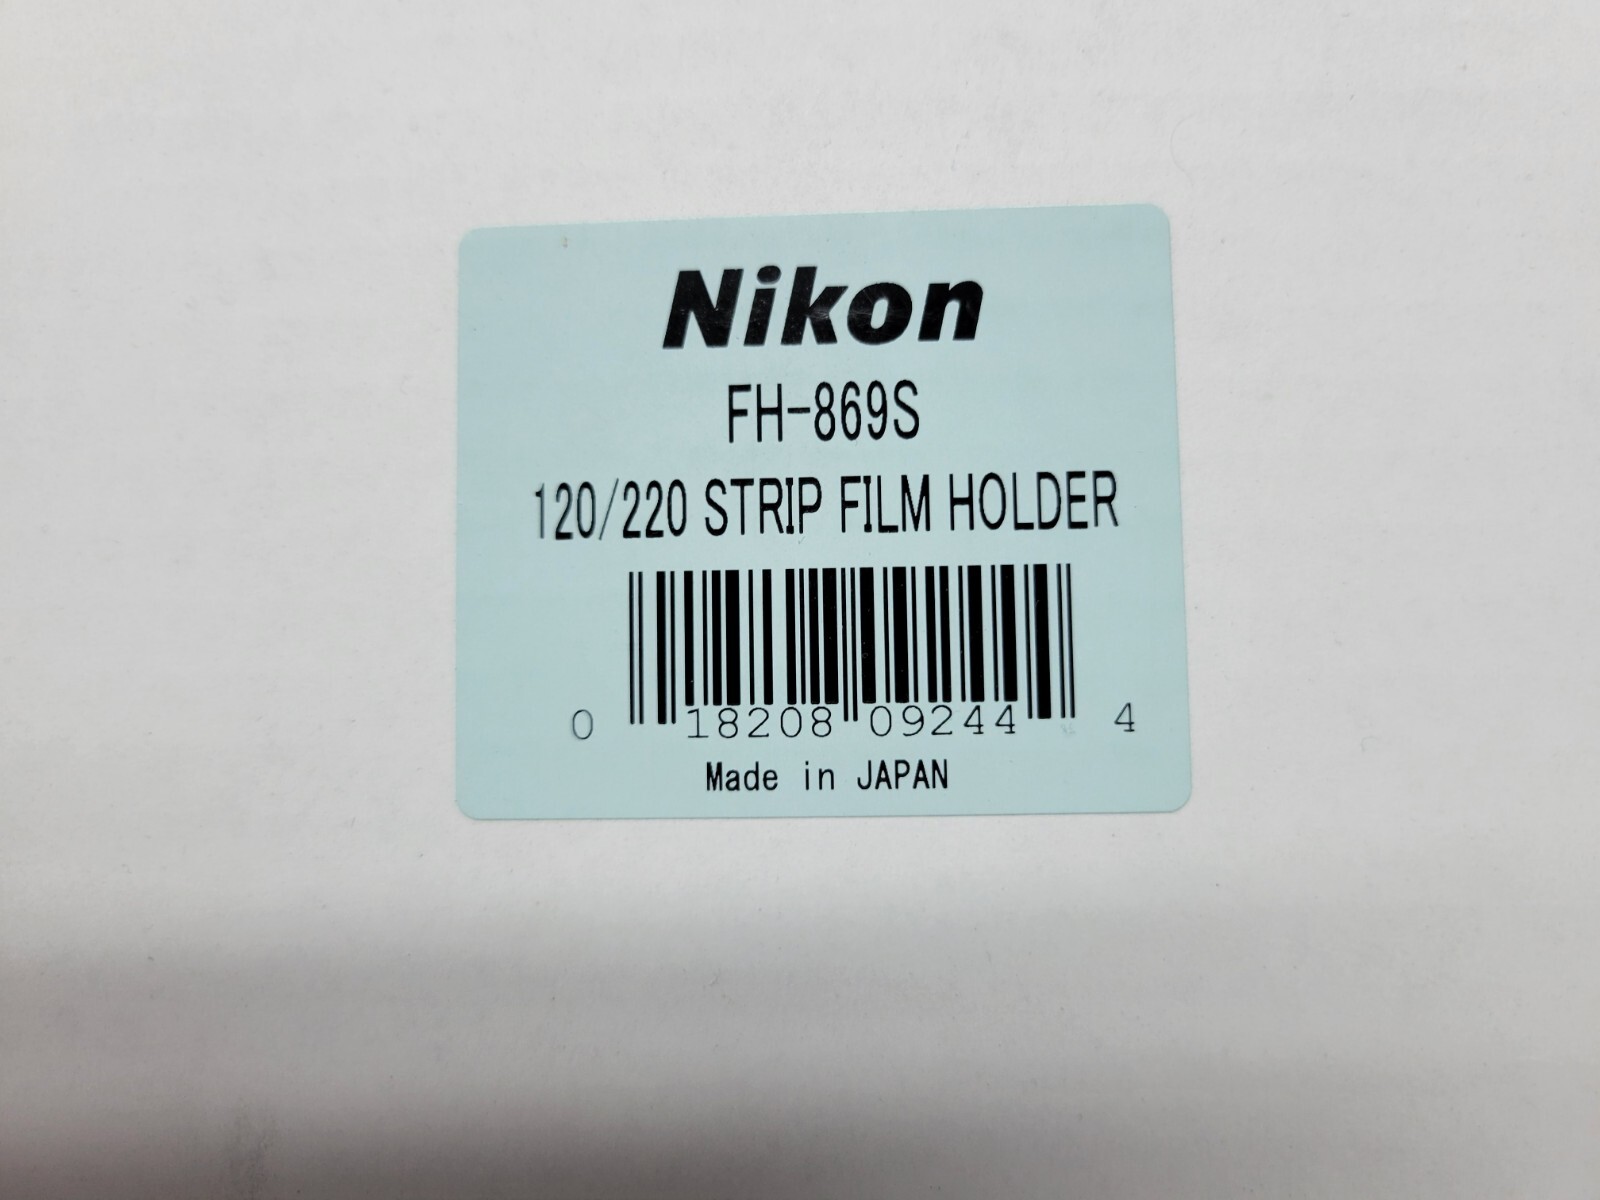 Nikon
FH-869S
120/220 STRIP FILM HOLDER
0 18208 09244 4
Made in JAPAN